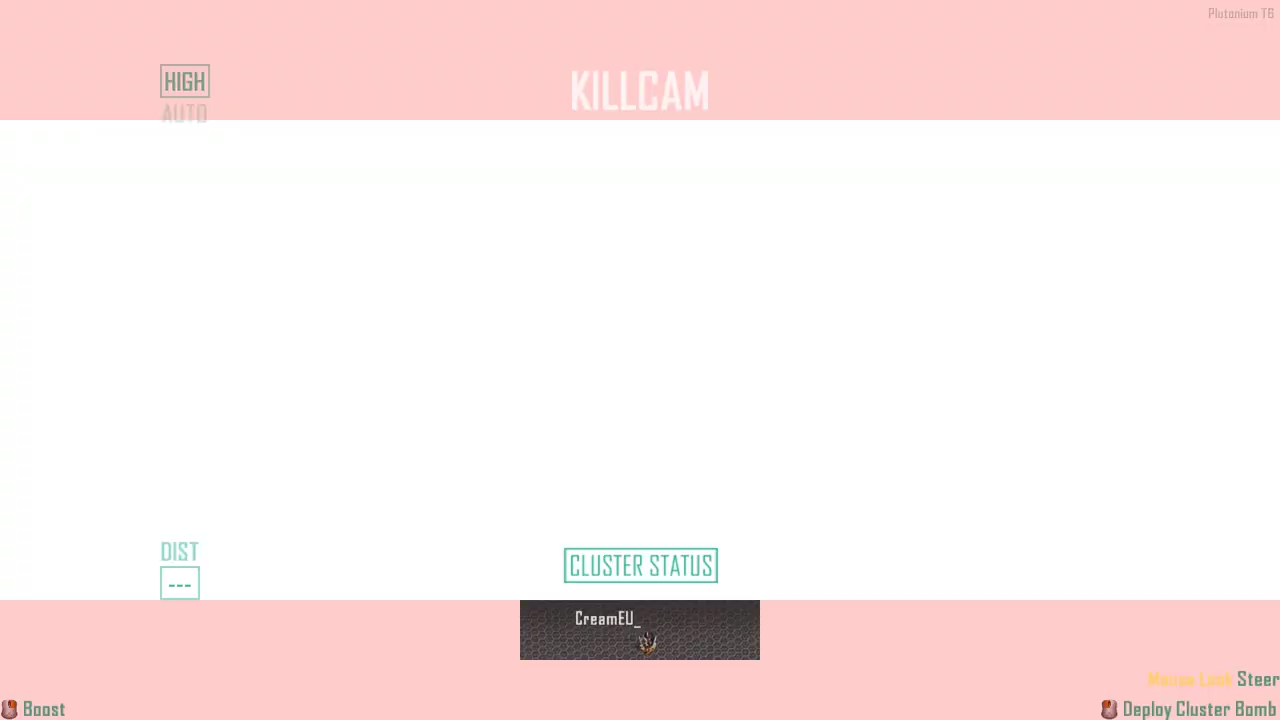 Plutonium T6
HIGH
KILLCAM
AUTO
DIST
CLUSTER STATUS
---
CreamEU_
Mouse Look Steer
Boost
Deploy Cluster Bomb